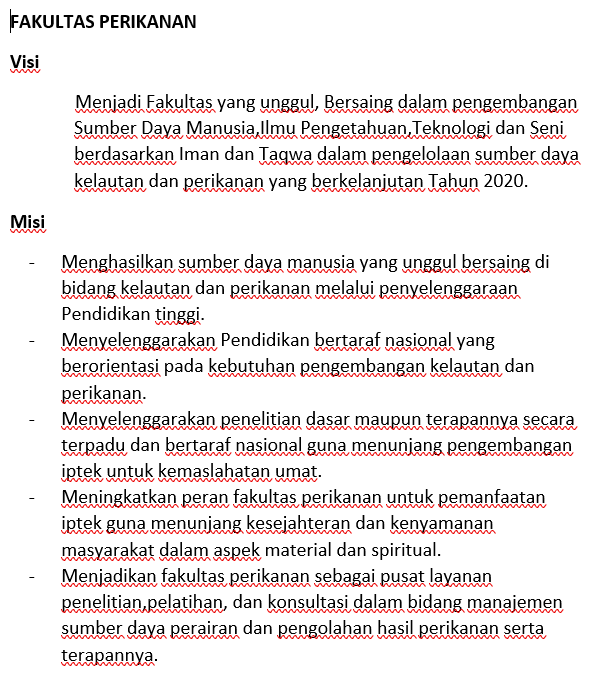 FAKULTAS PERIKANAN
Visi
Menjadi Fakultas yang unggul, Bersaing dalam pengembangan
Sumber Daya Manusia,Ilmu Pengetahuan,Teknologi dan Seni
berdasarkan Iman dan Taqwa dalam pengelolaan sumber daya
kelautan dan perikanan yang berkelanjutan Tahun 2020.
Misi
- Menghasilkan sumber daya manusia yang unggul bersaing di
bidang kelautan dan perikanan melalui penyelenggaraan
Pendidikan tinggi.
- Menyelenggarakan Pendidikan bertaraf nasional yang
berorientasi pada kebutuhan pengembangan kelautan dan
perikanan.
- Menyelenggarakan penelitian dasar maupun terapannya secara
terpadu dan bertaraf nasional guna menunjang pengembangan
iptek untuk kemaslahatan umat.
- Meningkatkan peran fakultas perikanan untuk pemanfaatan
iptek guna menunjang kesejahteran dan kenyamanan
masyarakat dalam aspek material dan spiritual.
- Menjadikan fakultas perikanan sebagai pusat layanan
penelitian,pelatihan, dan konsultasi dalam bidang manajemen
sumber daya perairan dan pengolahan hasil perikanan serta
terapannya.